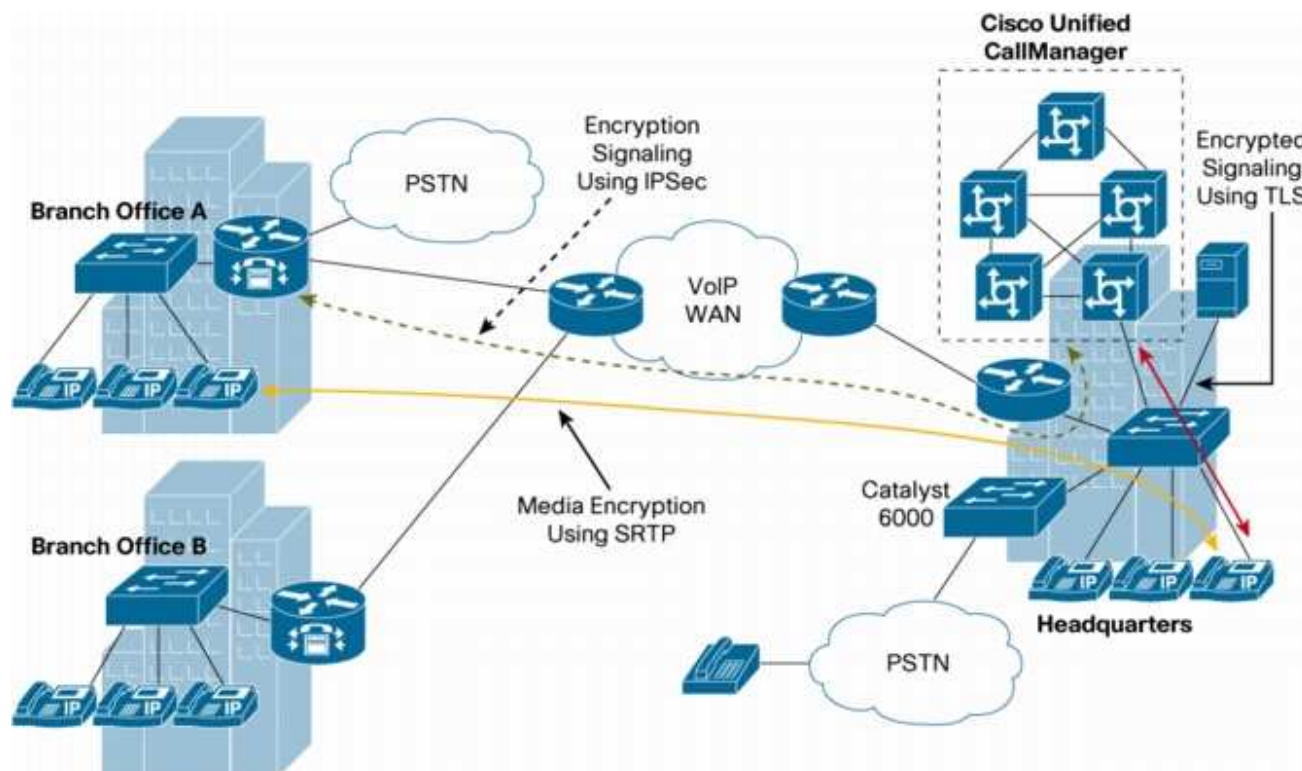 Cisco Unified
CallManager
Encryption
Signaling
Using IPSec
Encrypted
Signaling
Using TLS
PSTN
Branch Office A
VoIP
WAN
IP
IP
IP
Media Encryption
Using SRTP
Catalyst
6000
Branch Office B
IP
IP
IP
Headquarters
PSTN
IP
IP
IP